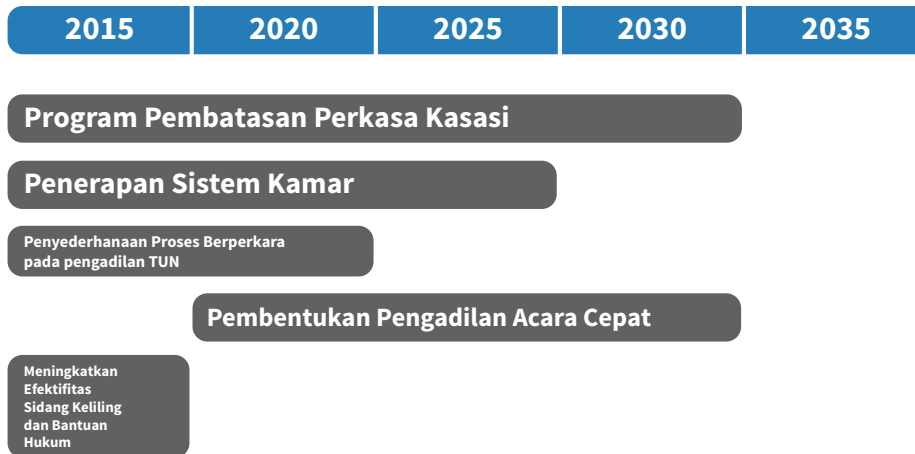 2015 2020 2025 2030 2035
Program Pembatasan Perkasa Kasasi
Penerapan Sistem Kamar
Penyederhanaan Proses Berperkara
pada pengadilan TUN
Pembentukan Pengadilan Acara Cepat
Meningkatkan
Efektifitas
Sidang Keliling
dan Bantuan
Hukum